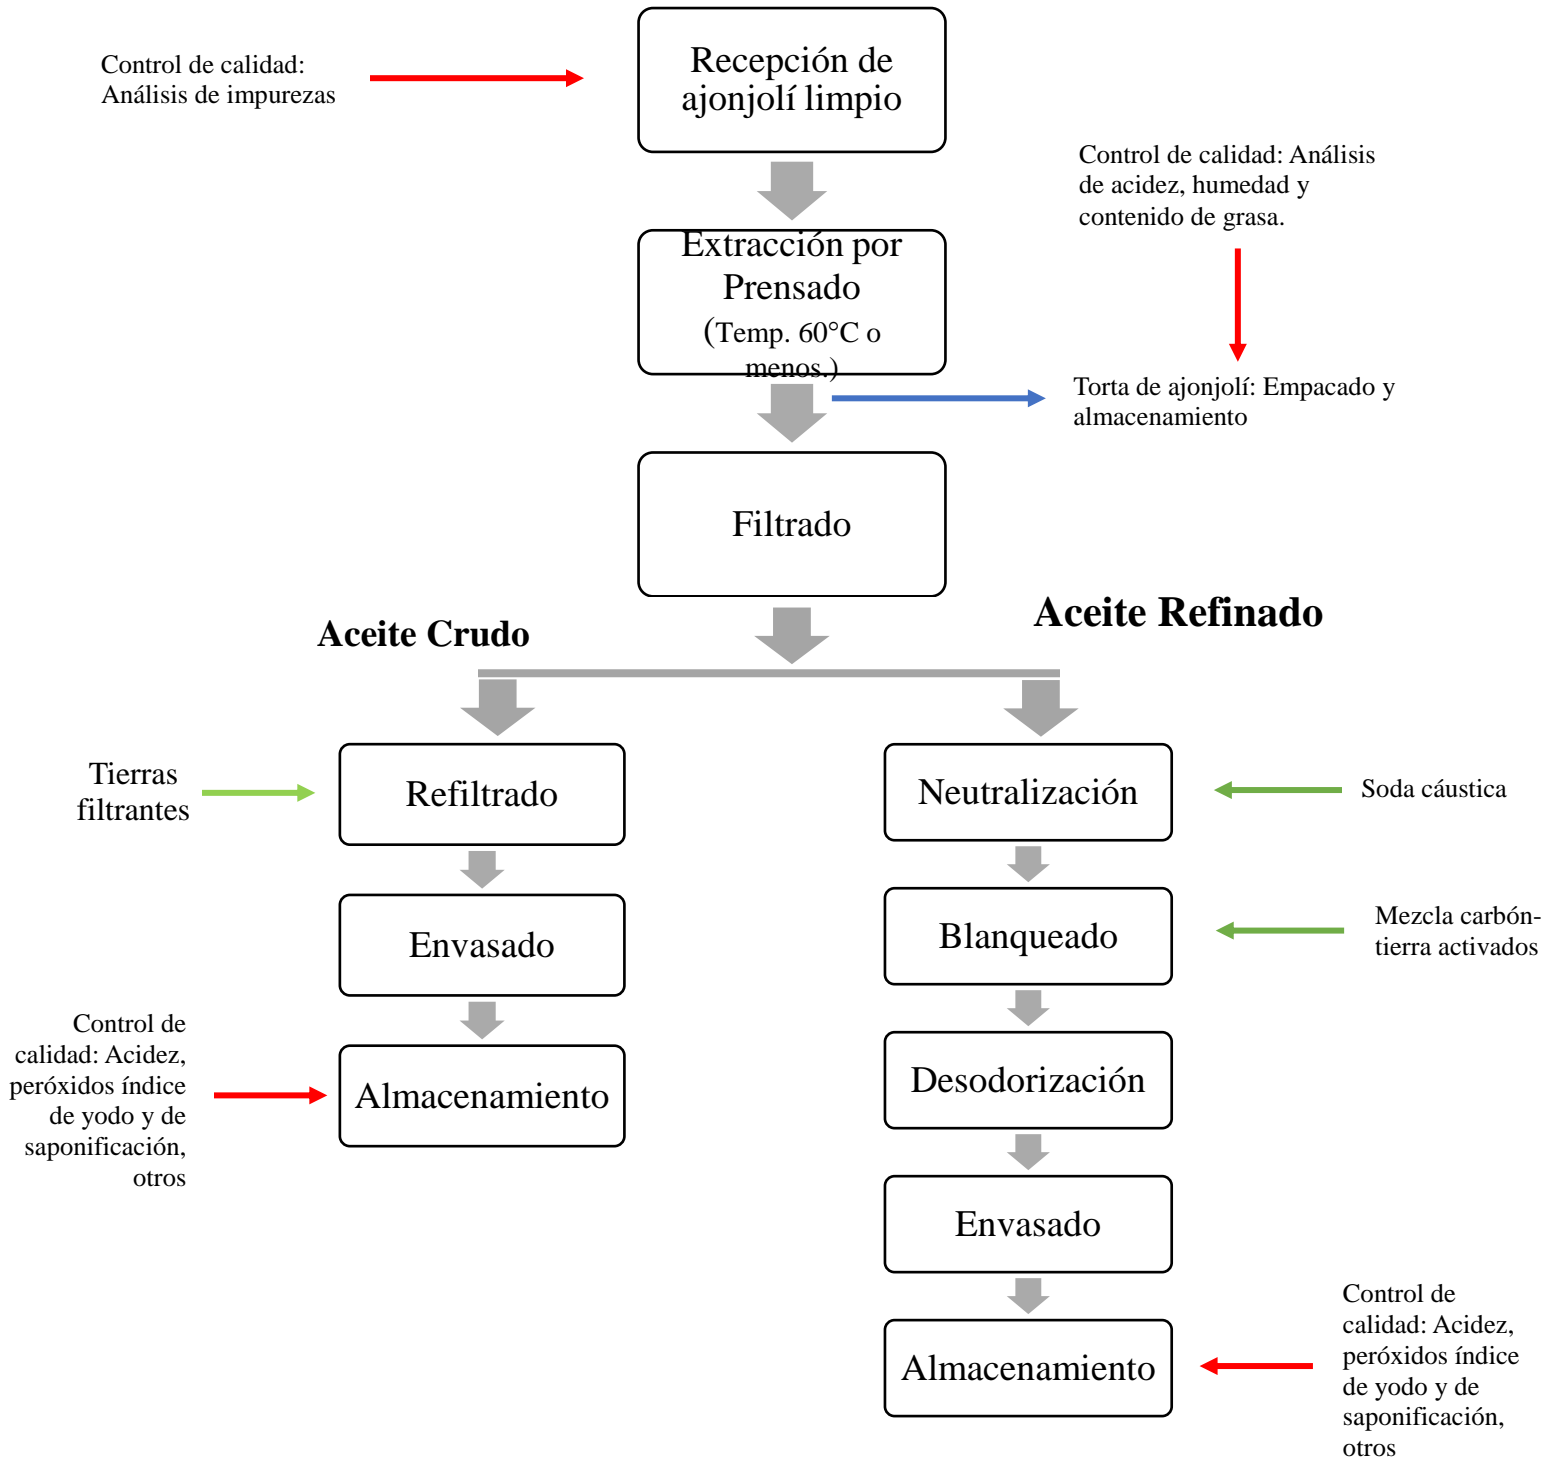 Control de calidad:
Análisis de impurezas
Recepción de
ajonjolí limpio
Control de calidad: Análisis
de acidez, humedad y
contenido de grasa.
Extracción por
Prensado
(Temp. 60°C o
menos.)
Torta de ajonjolí: Empacado y
almacenamiento
Filtrado
Aceite Crudo
Aceite Refinado
Tierras
filtrantes
Refiltrado
Envasado
Control de
calidad: Acidez,
peróxidos índice
de yodo y de
saponificación,
otros
Almacenamiento
Neutralización
Soda cáustica
Blanqueado
Mezcla carbón-
tierra activados
Desodorización
Envasado
Almacenamiento
Control de
calidad: Acidez,
peróxidos índice
de yodo y de
saponificación,
otros